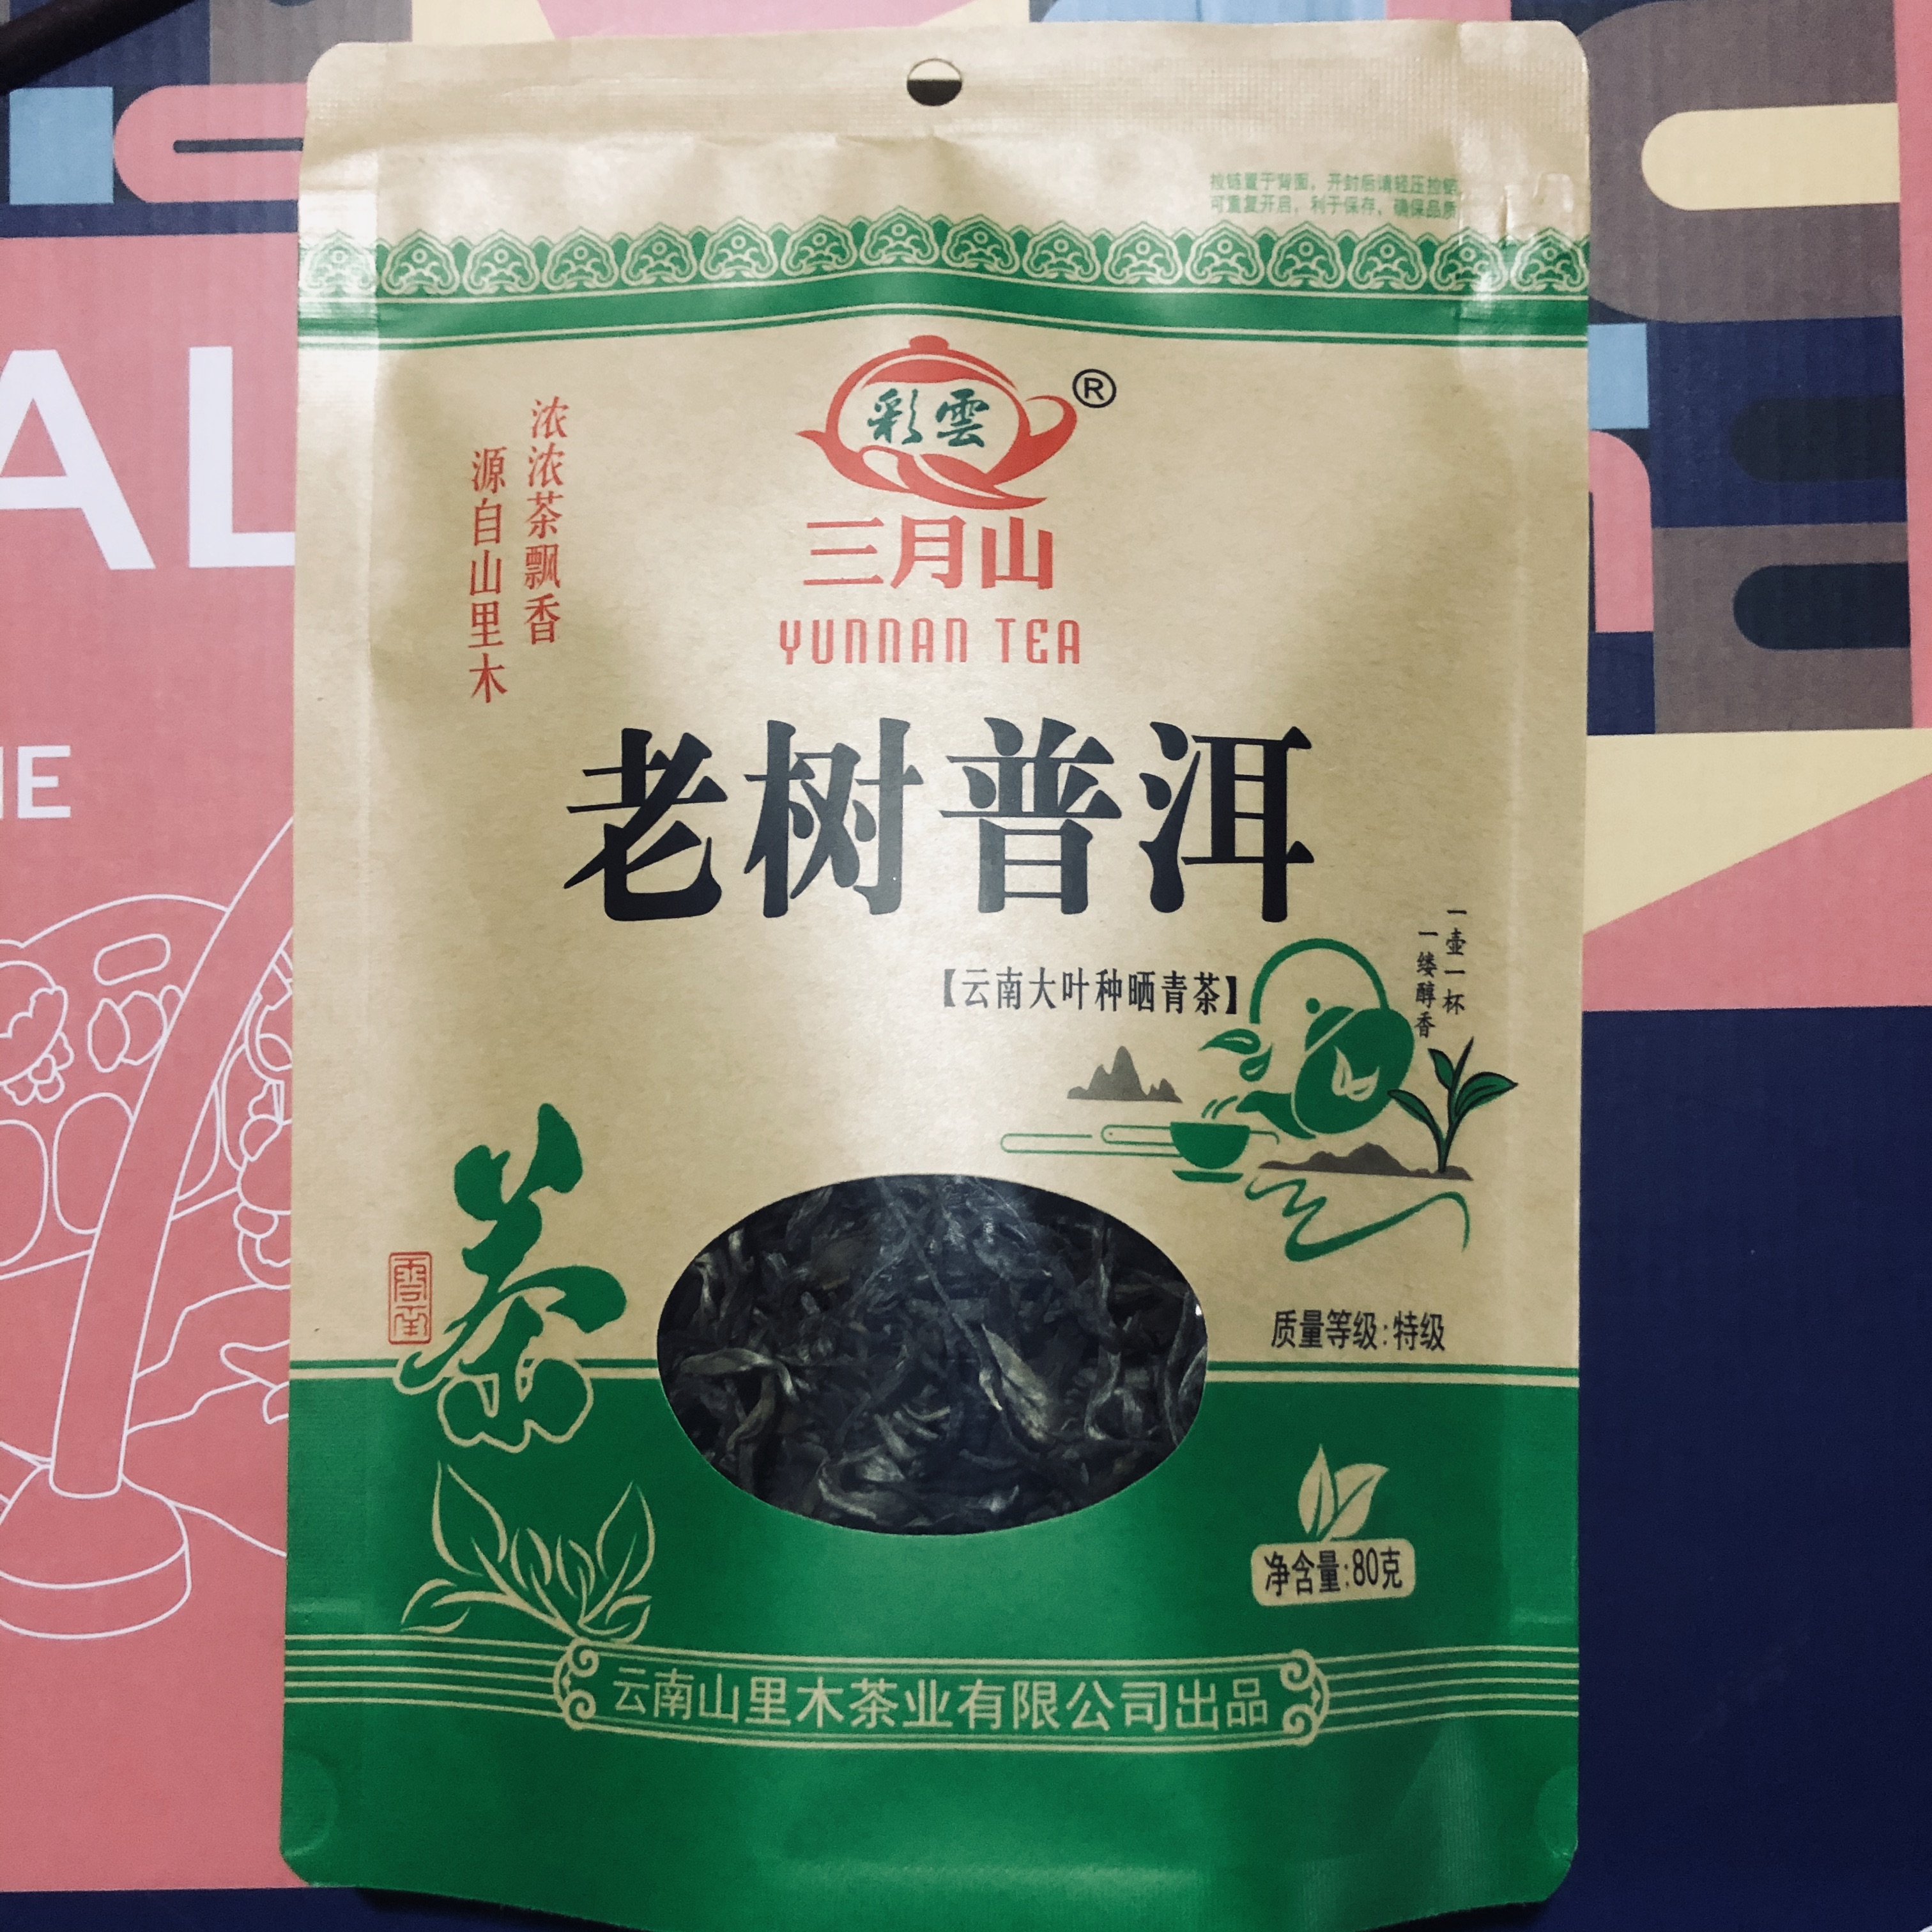 拉链置于背面，开封后请轻压拉链
可重复开启，利于保存，确保品质
彩雲
®
三月山
YUNNAN TEA
浓浓茶飘香
源自山里木
老树普洱
【云南大叶种晒青茶】
一壶一杯
一缕醇香
茶
雲南
质量等级:特级
净含量:80克
云南山里木茶业有限公司出品
AL
NE